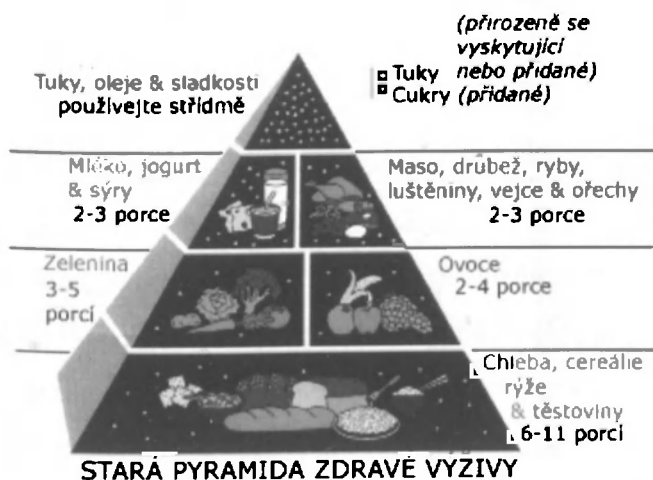 Tuky, oleje & sladkosti
používejte střídmě
(přirozeně se
vyskytující
Tuky nebo přidané)
Cukry (přidané)
Mléko, jogurt
& sýry
2-3 porce
Maso, drůbež, ryby,
luštěniny, vejce & ořechy
2-3 porce
Zelenina
3-5
porcí
Ovoce
2-4 porce
Chleba, cereálie
rýže
& těstoviny
6-11 porcí
STARÁ PYRAMIDA ZDRAVÉ VYZIVY